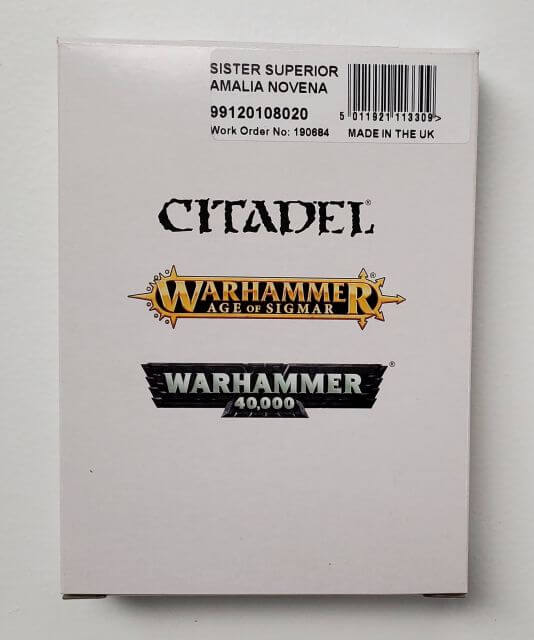 SISTER SUPERIOR
AMALIA NOVENA
99120108020
Work Order No: 190684
5 011921 113309 >
MADE IN THE UK
CITADEL®
WARHAMMER®
AGE OF SIGMAR
WARHAMMER®
40,000